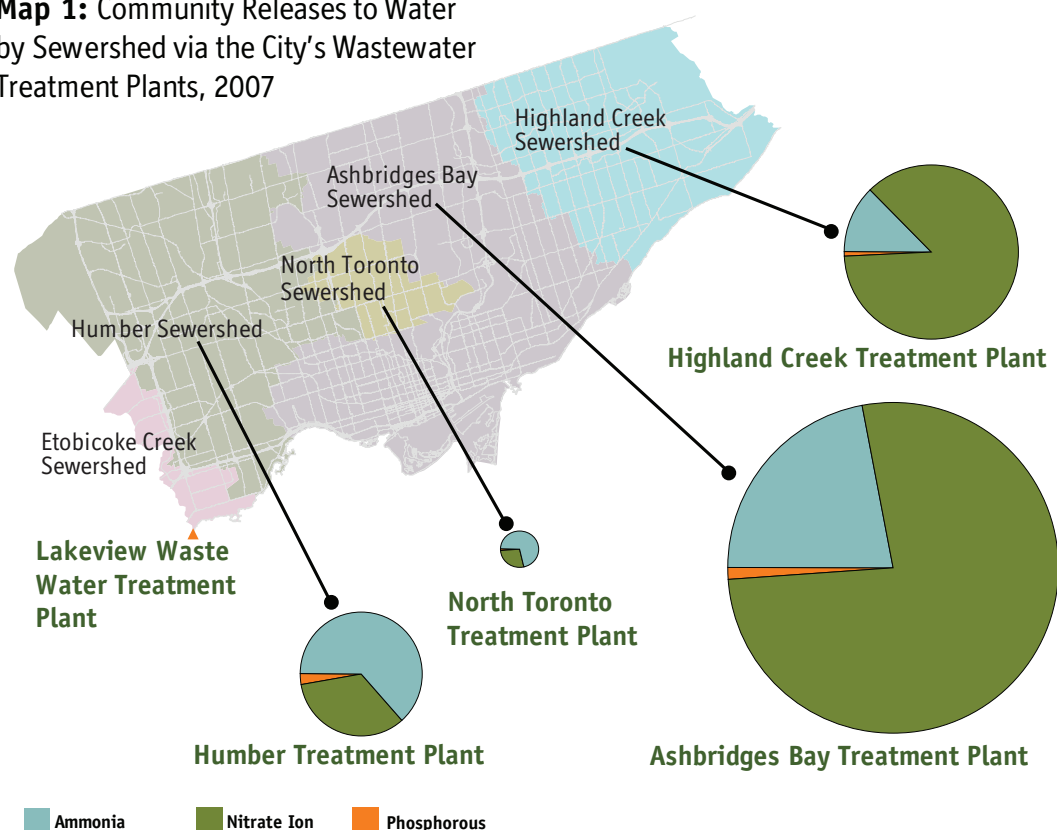 Map 1: Community Releases to Water
by Sewershed via the City's Wastewater
Treatment Plants, 2007
Highland Creek
Sewershed
Ashbridges Bay
Sewershed
North Toronto
Sewershed
Humber Sewershed
Highland Creek Treatment Plant
Etobicoke Creek
Sewershed
Lakeview Waste
Water Treatment
Plant
North Toronto
Treatment Plant
Humber Treatment Plant
Ashbridges Bay Treatment Plant
Ammonia
Nitrate Ion
Phosphorous